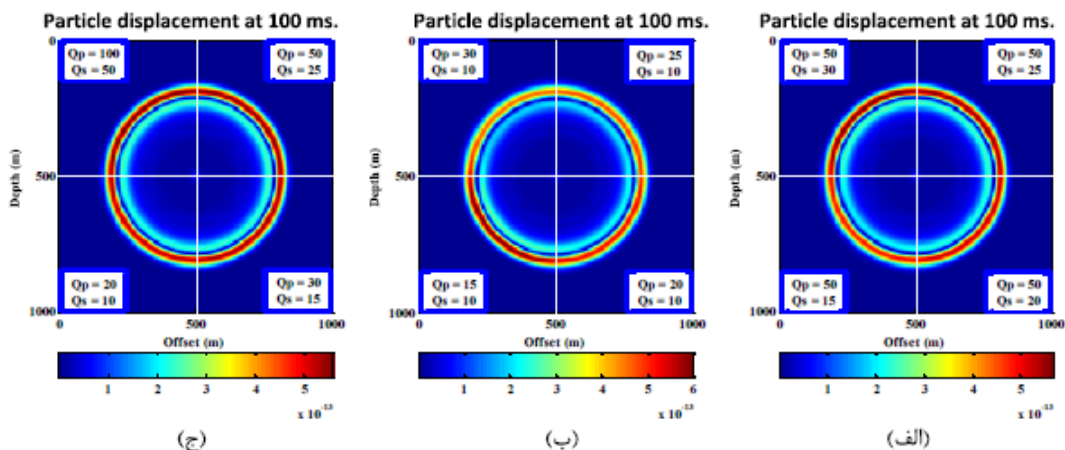 Particle displacement at 100 ms.
0
Qp = 100
Qs = 50
Qp = 50
Qs = 25
Depth (m)
500
Qp = 20
Qs = 10
Qp = 30
Qs = 15
1000
0
500
1000
Offset (m)
1
2
3
4
5
x 10⁻¹³
(ج)
Particle displacement at 100 ms.
0
Qp = 30
Qs = 10
Qp = 25
Qs = 10
Depth (m)
500
Qp = 15
Qs = 10
Qp = 20
Qs = 10
1000
0
500
1000
Offset (m)
1
2
3
4
5
6
x 10⁻¹³
(ب)
Particle displacement at 100 ms.
0
Qp = 50
Qs = 30
Qp = 50
Qs = 25
Depth (m)
500
Qp = 50
Qs = 15
Qp = 50
Qs = 20
1000
0
500
1000
Offset (m)
1
2
3
4
5
x 10⁻¹³
(الف)